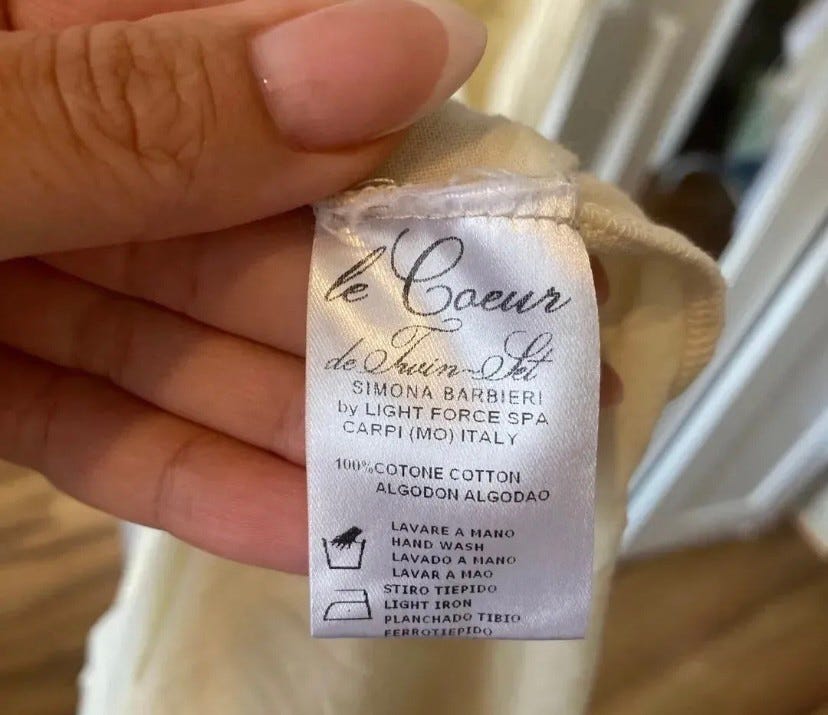 le Coeur
de Twin-Set
SIMONA BARBIERI
by LIGHT FORCE SPA
CARPI (MO) ITALY
100%COTONE COTTON
ALGODON ALGODAO
LAVARE A MANO
HAND WASH
LAVADO A MANO
LAVAR A MAO
STIRO TIEPIDO
LIGHT IRON
PLANCHADO TIBIO
FERROTIEPIDO